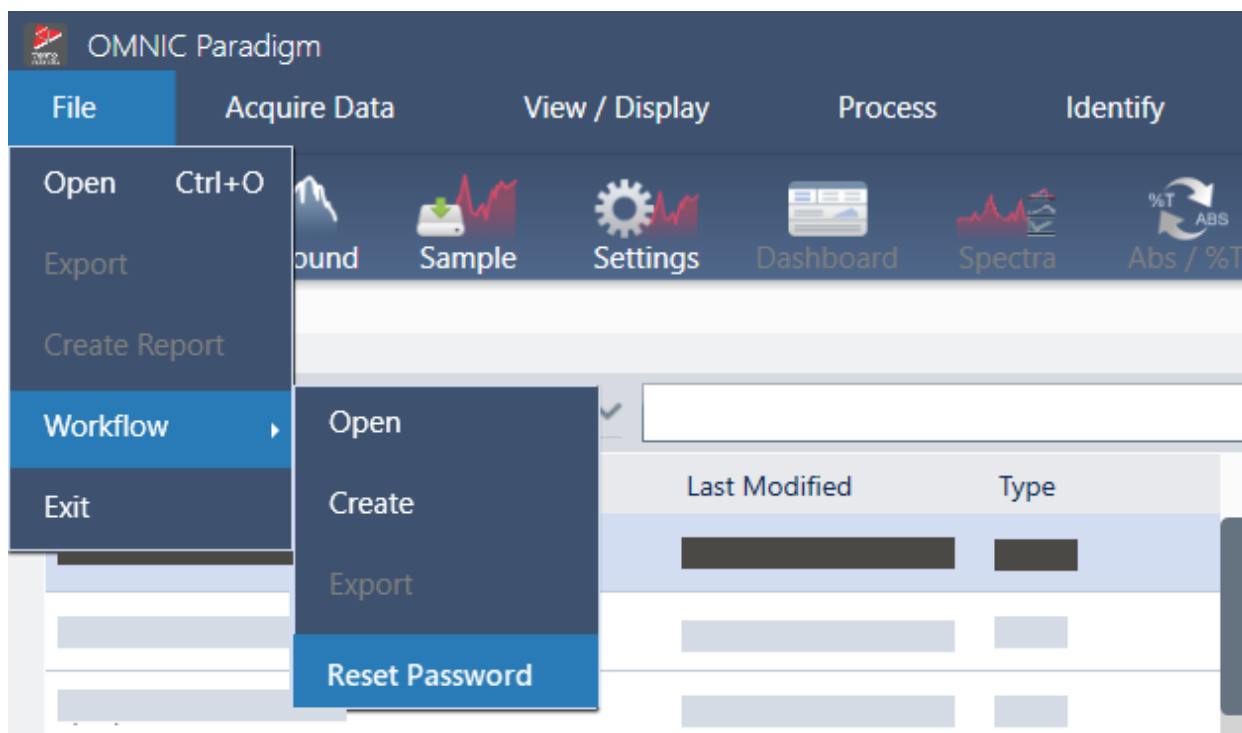 OMNIC Paradigm
File Acquire Data View / Display Process Identify
Open Ctrl+O
Export
Create Report
Workflow
Exit
ound Sample Settings Dashboard Spectra Abs / %T
%T ABS
Open
Create
Export
Reset Password
Last Modified Type